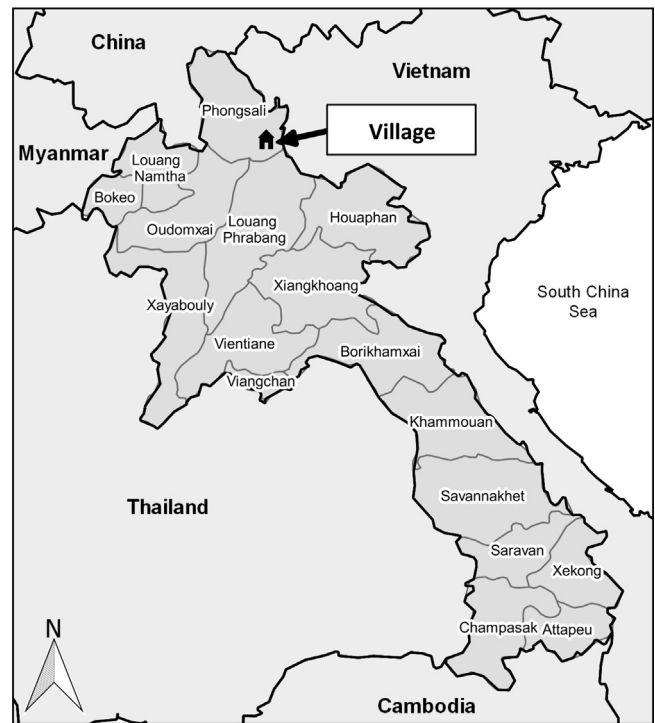 China
Vietnam
Phongsali
Village
Myanmar
Louang
Namtha
Bokeo
Oudomxai
Louang
Phrabang
Houaphan
Xiangkhoang
South China
Sea
Xayabouly
Vientiane
Borikhamxai
Viangchan
Khammouan
Thailand
Savannakhet
Saravan
Xekong
Champasak
Attapeu
N
Cambodia